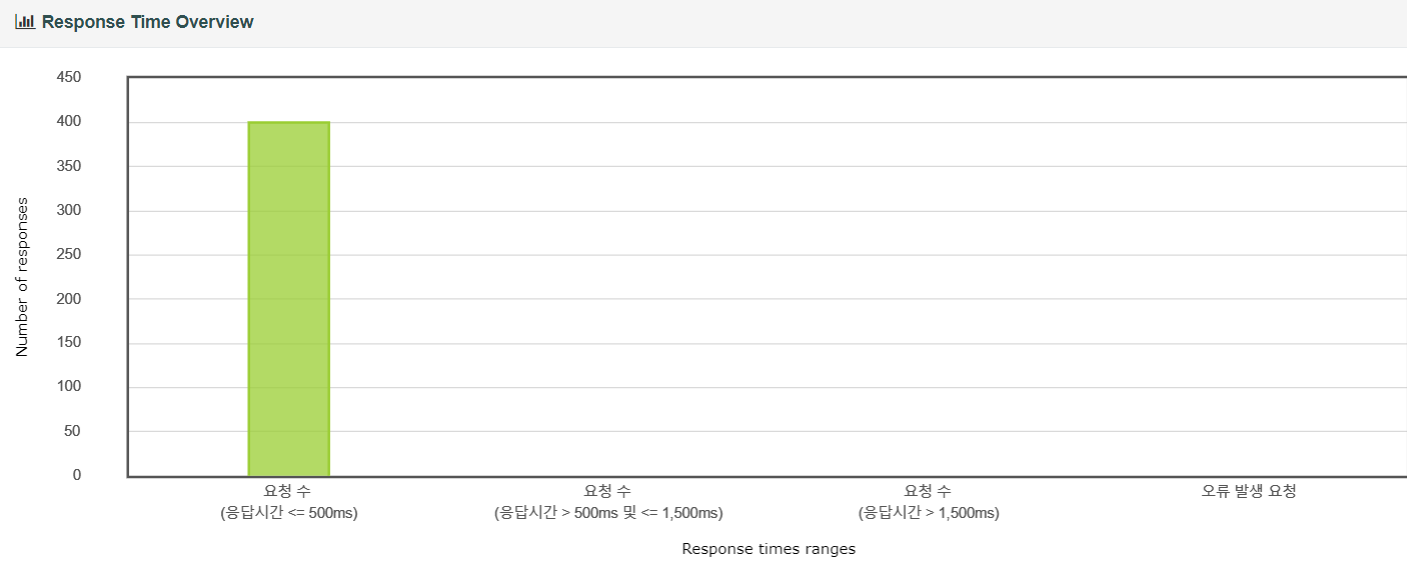 Response Time Overview
450
400
350
300
250
200
150
100
50
0
Number of responses
요청 수
(응답시간 <= 500ms)
요청 수
(응답시간 > 500ms 및 <= 1,500ms)
요청 수
(응답시간 > 1,500ms)
오류 발생 요청
Response times ranges